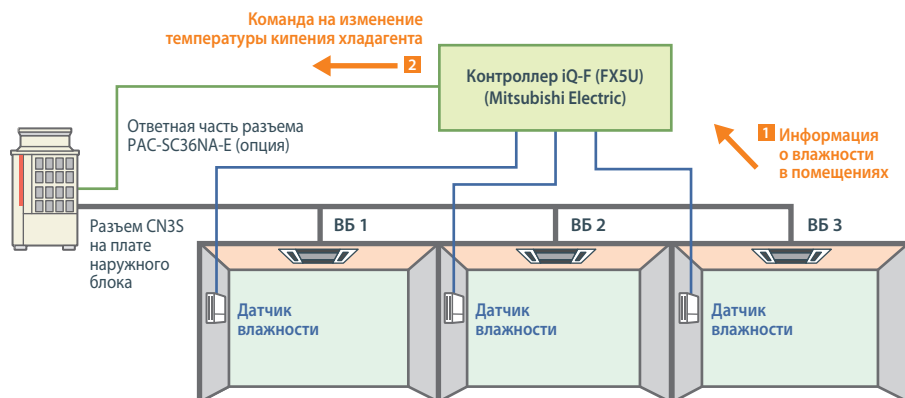 Команда на изменение
температуры кипения хладагента
2
Контроллер iQ-F (FX5U)
(Mitsubishi Electric)
Ответная часть разъема
PAC-SC36NA-E (опция)
1 Информация
о влажности
в помещениях
Разъем CN3S
на плате
наружного
блока
ВБ 1
ВБ 2
ВБ 3
Датчик
влажности
Датчик
влажности
Датчик
влажности